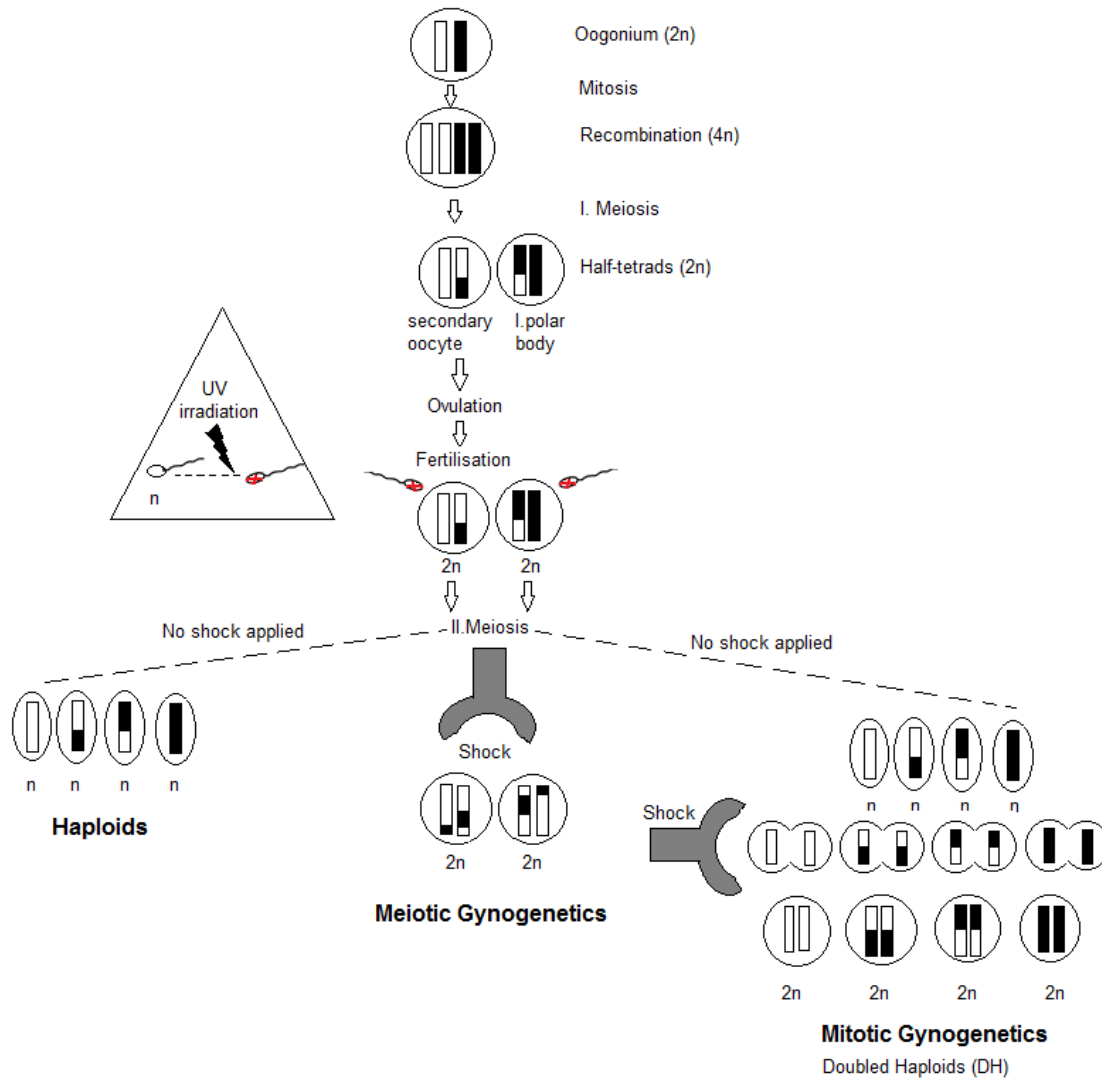 Oogonium (2n)
Mitosis
Recombination (4n)
I. Meiosis
Half-tetrads (2n)
secondary
oocyte
I.polar
body
Ovulation
UV
irradiation
n
Fertilisation
2n 2n
II.Meiosis
No shock applied
No shock applied
n n n n
Haploids
Shock
2n 2n
Meiotic Gynogenetics
n n n n
Shock
2n 2n 2n 2n
Mitotic Gynogenetics
Doubled Haploids (DH)